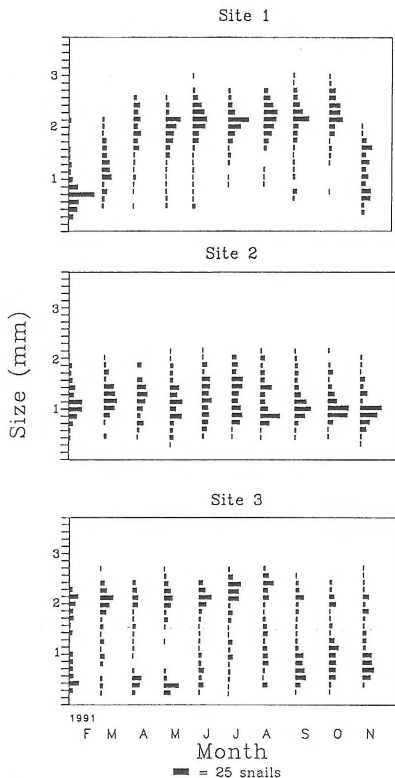 Site 1
3
2
1
Site 2
3
2
1
Size (mm)
Site 3
3
2
1
1991
F M A M J J A S O N
Month
= 25 snails